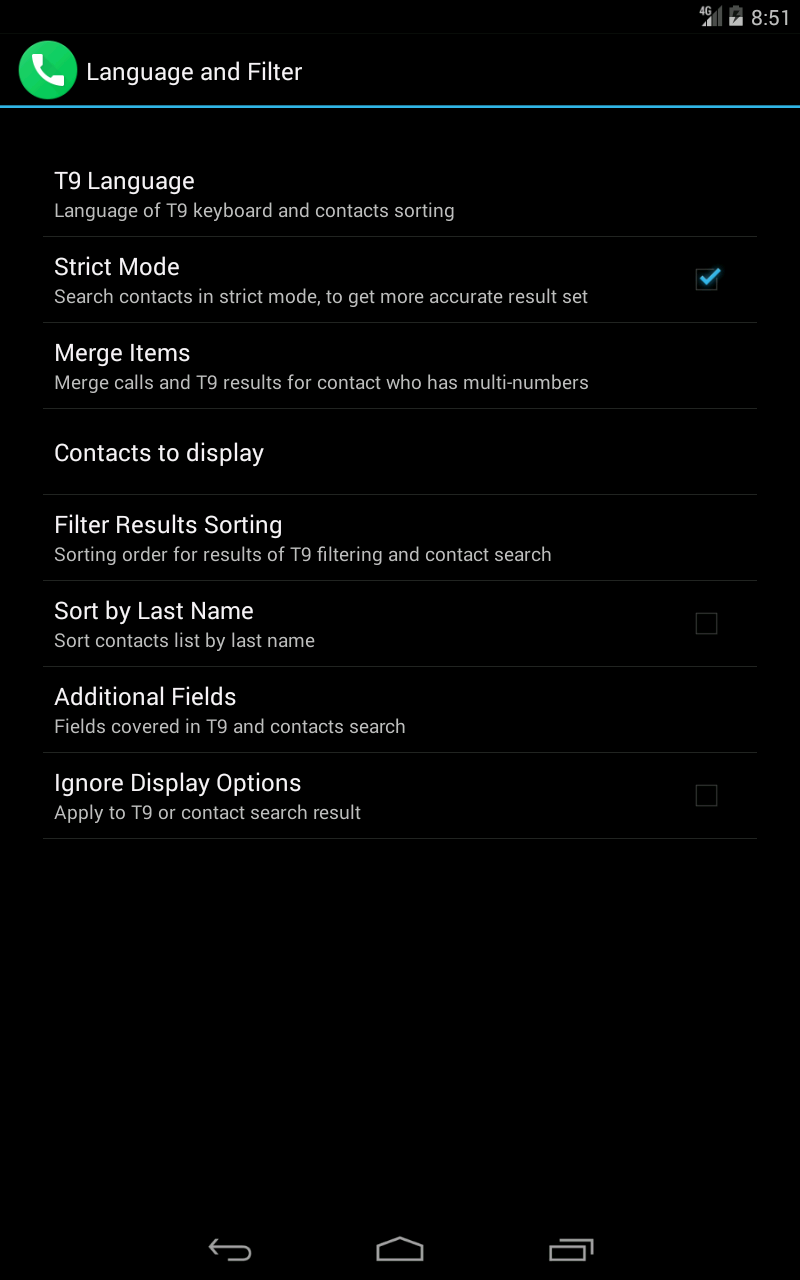 4G
8:51
Language and Filter
T9 Language
Language of T9 keyboard and contacts sorting
Strict Mode
Search contacts in strict mode, to get more accurate result set
Merge Items
Merge calls and T9 results for contact who has multi-numbers
Contacts to display
Filter Results Sorting
Sorting order for results of T9 filtering and contact search
Sort by Last Name
Sort contacts list by last name
Additional Fields
Fields covered in T9 and contacts search
Ignore Display Options
Apply to T9 or contact search result